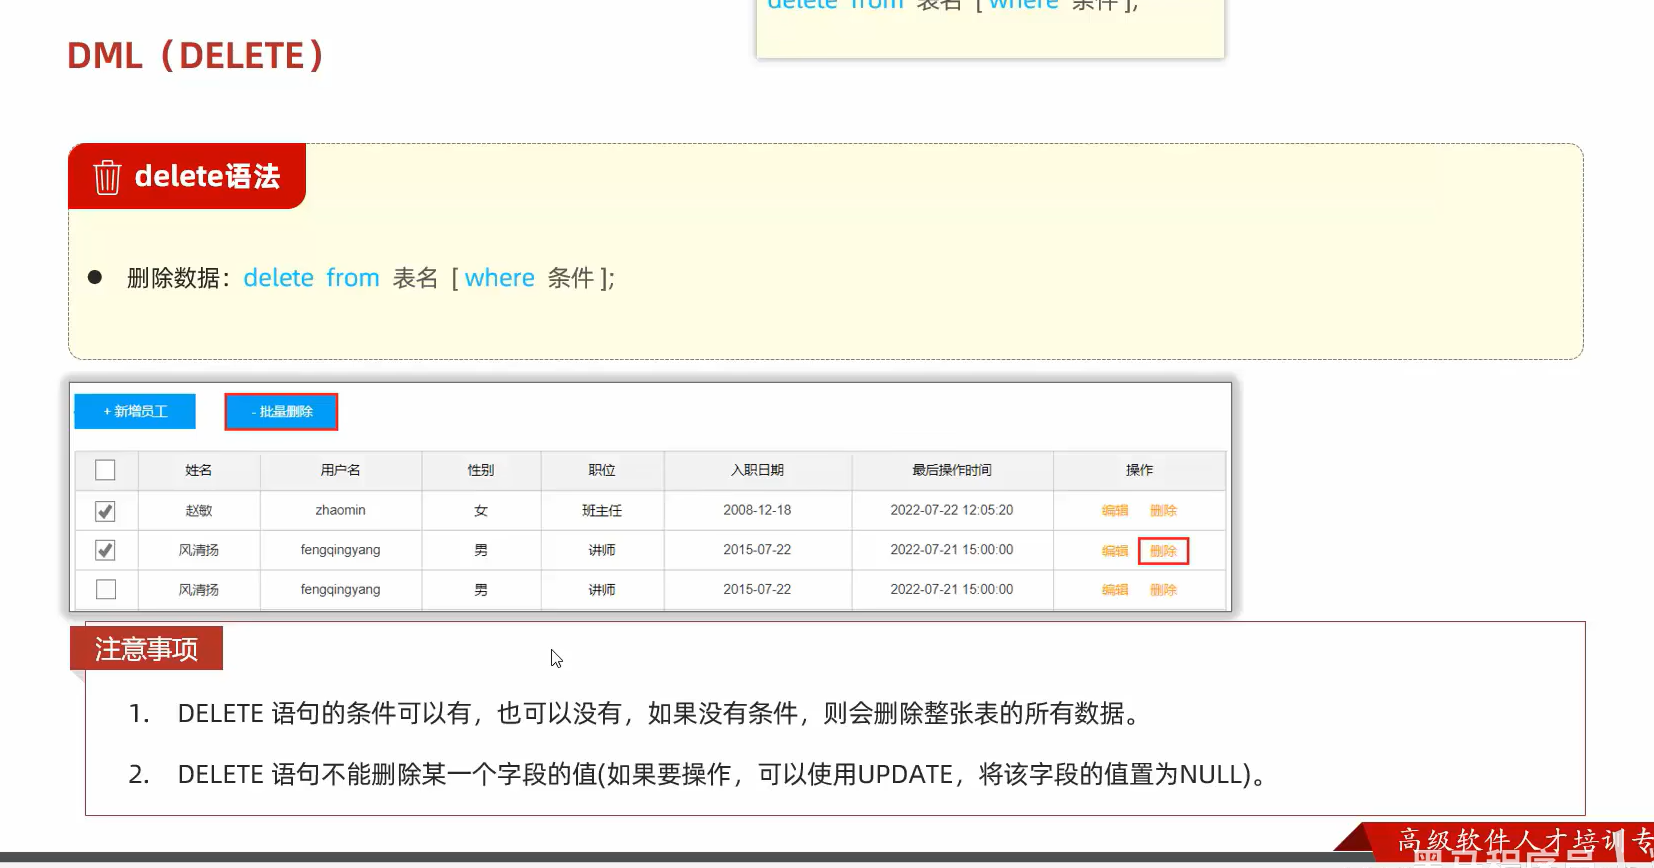 delete from 表名 [ where 条件 ];
DML（DELETE）
delete语法
● 删除数据：delete from 表名 [ where 条件 ];
+ 新增员工 - 批量删除
姓名 用户名 性别 职位 入职日期 最后操作时间 操作
赵敏 zhaomin 女 班主任 2008-12-18 2022-07-22 12:05:20 编辑 删除
风清扬 fengqingyang 男 讲师 2015-07-22 2022-07-21 15:00:00 编辑 删除
风清扬 fengqingyang 男 讲师 2015-07-22 2022-07-21 15:00:00 编辑 删除
注意事项
1. DELETE 语句的条件可以有，也可以没有，如果没有条件，则会删除整张表的所有数据。
2. DELETE 语句不能删除某一个字段的值(如果要操作，可以使用UPDATE，将该字段的值置为NULL)。
高级软件人才培训专